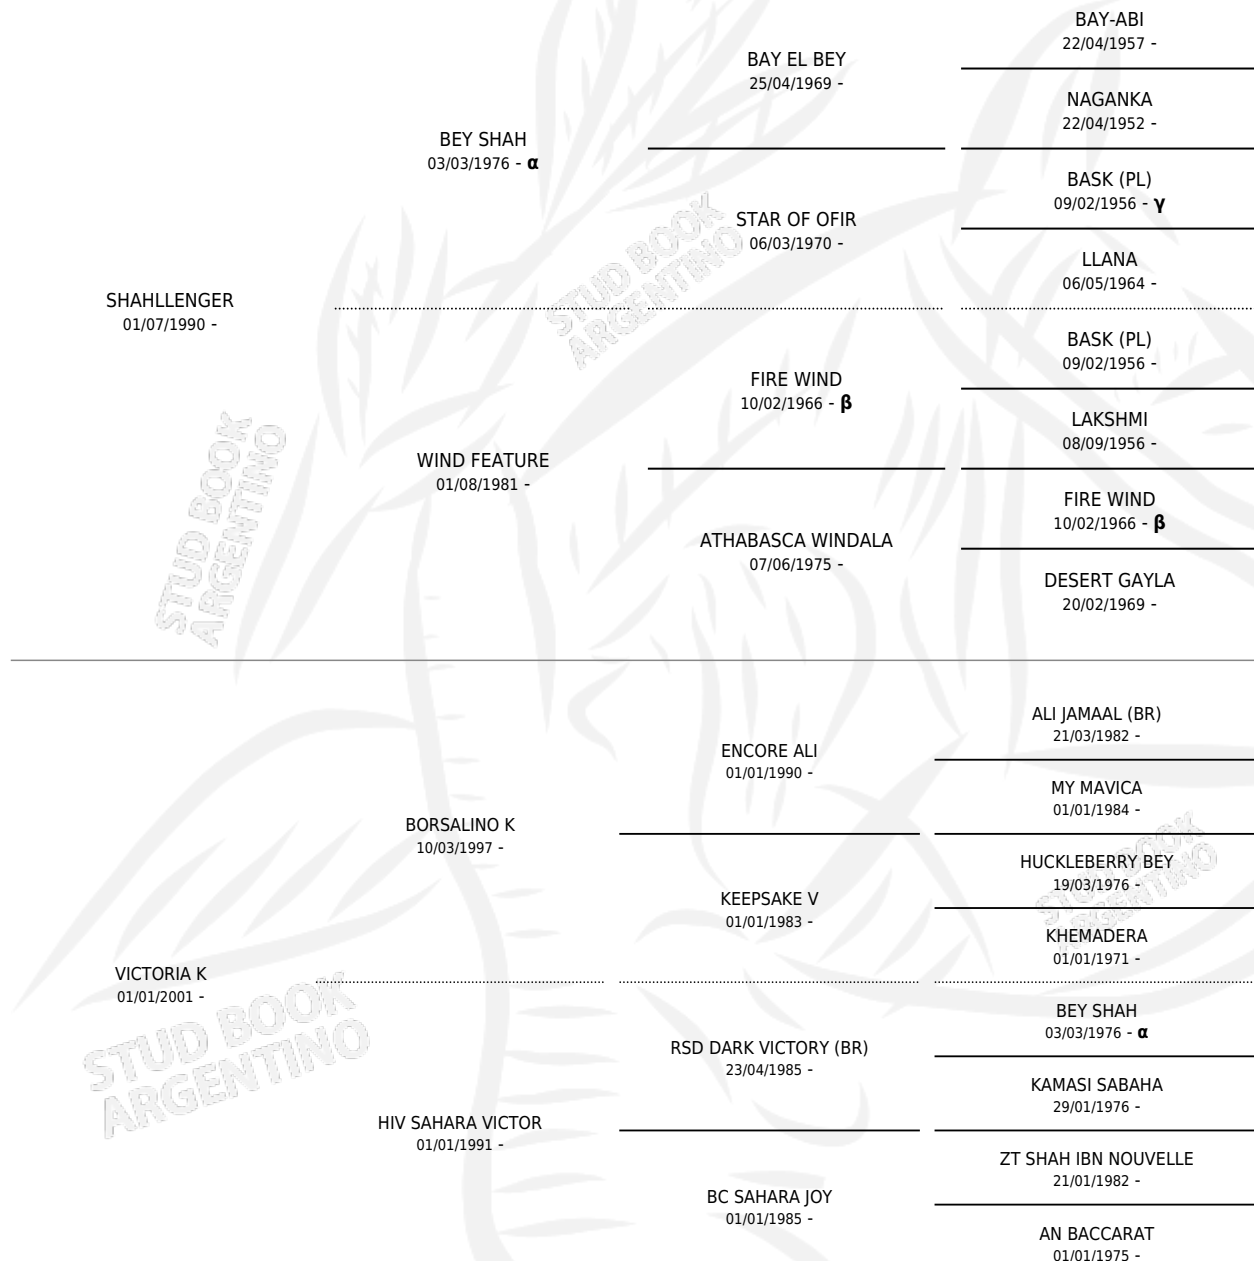 BAY-ABI
22/04/1957 -
BAY EL BEY
25/04/1969 -
NAGANKA
22/04/1952 -
BEY SHAH
03/03/1976 - α
BASK (PL)
09/02/1956 - γ
STAR OF OFIR
06/03/1970 -
LLANA
06/05/1964 -
SHAHLLENGER
01/07/1990 -
BASK (PL)
09/02/1956 -
FIRE WIND
10/02/1966 - β
LAKSHMI
08/09/1956 -
WIND FEATURE
01/08/1981 -
FIRE WIND
10/02/1966 - β
ATHABASCA WINDALA
07/06/1975 -
DESERT GAYLA
20/02/1969 -
ALI JAMAAL (BR)
21/03/1982 -
ENCORE ALI
01/01/1990 -
MY MAVICA
01/01/1984 -
BORSALINO K
10/03/1997 -
HUCKLEBERRY BEY
19/03/1976 -
KEEPSAKE V
01/01/1983 -
KHEMADERA
01/01/1971 -
VICTORIA K
01/01/2001 -
BEY SHAH
03/03/1976 - α
RSD DARK VICTORY (BR)
23/04/1985 -
KAMASI SABAHA
29/01/1976 -
HIV SAHARA VICTOR
01/01/1991 -
ZT SHAH IBN NOUVELLE
21/01/1982 -
BC SAHARA JOY
01/01/1985 -
AN BACCARAT
01/01/1975 -
STUD BOOK
ARGENTINO
STUD BOOK
ARGENTINO
STUD BOOK
ARGENTINO
STUD BOOK
ARGENTINO